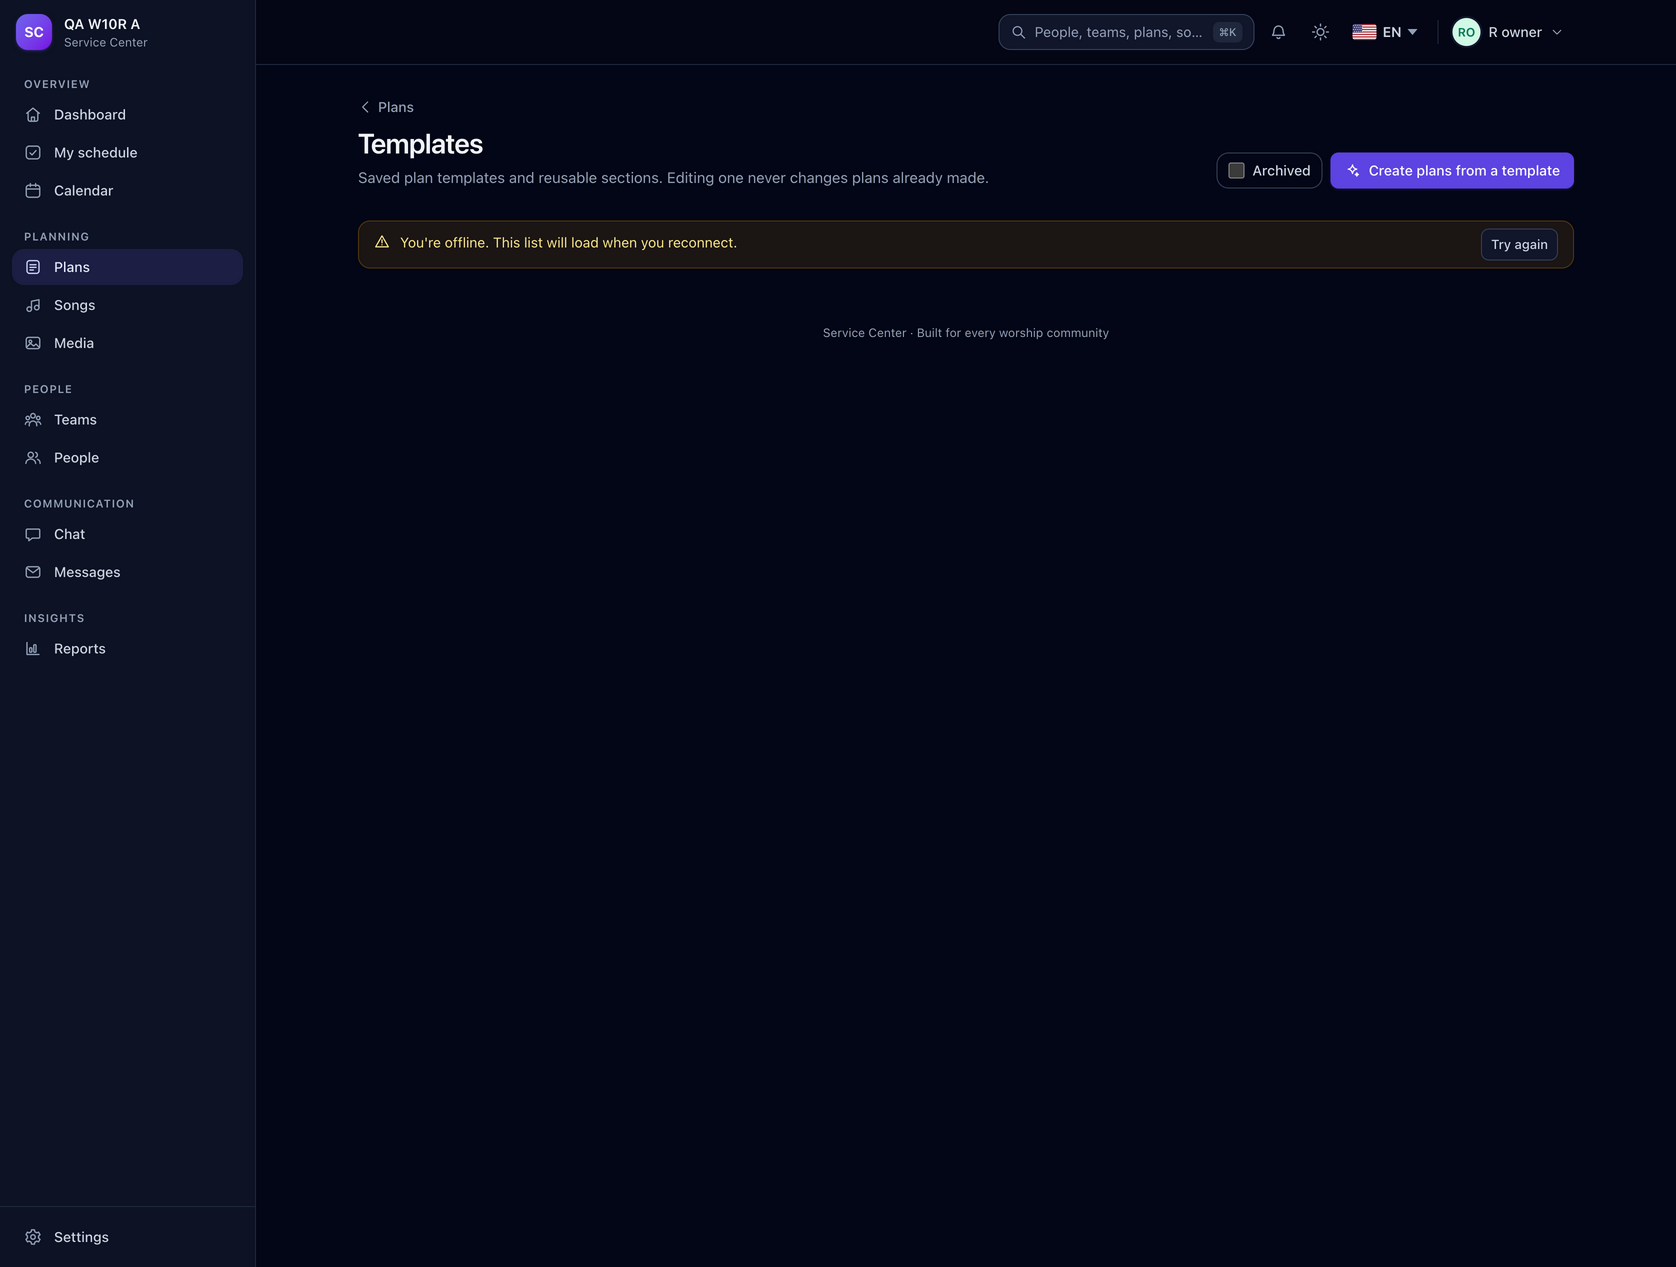 SC
QA W10R A
Service Center
OVERVIEW
Dashboard
My schedule
Calendar
PLANNING
Plans
Songs
Media
PEOPLE
Teams
People
COMMUNICATION
Chat
Messages
INSIGHTS
Reports
Settings
People, teams, plans, so... ⌘K
EN
RO
R owner
Plans
Templates
Saved plan templates and reusable sections. Editing one never changes plans already made.
Archived
Create plans from a template
You're offline. This list will load when you reconnect.
Try again
Service Center · Built for every worship community